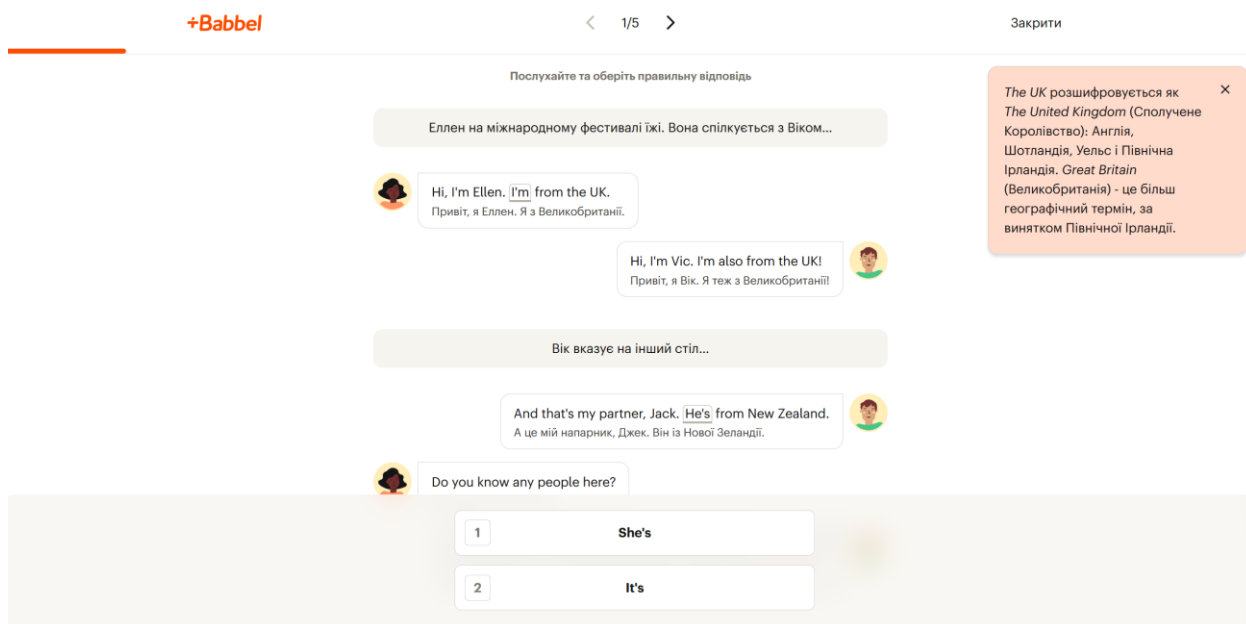 +Babbel
1/5
Закрити
Послухайте та оберіть правильну відповідь
The UK розшифровується як
The United Kingdom (Сполучене
Королівство): Англія,
Шотландія, Уельс і Північна
Ірландія. Great Britain
(Великобританія) - це більш
географічний термін, за
винятком Північної Ірландії.
Еллен на міжнародному фестивалі їжі. Вона спілкується з Віком...
Hi, I'm Ellen. I'm from the UK.
Привіт, я Еллен. Я з Великобританії.
Hi, I'm Vic. I'm also from the UK!
Привіт, я Вік. Я теж з Великобританії!
Вік вказує на інший стіл...
And that's my partner, Jack. He's from New Zealand.
А це мій напарник, Джек. Він із Нової Зеландії.
Do you know any people here?
1 She's
2 It's